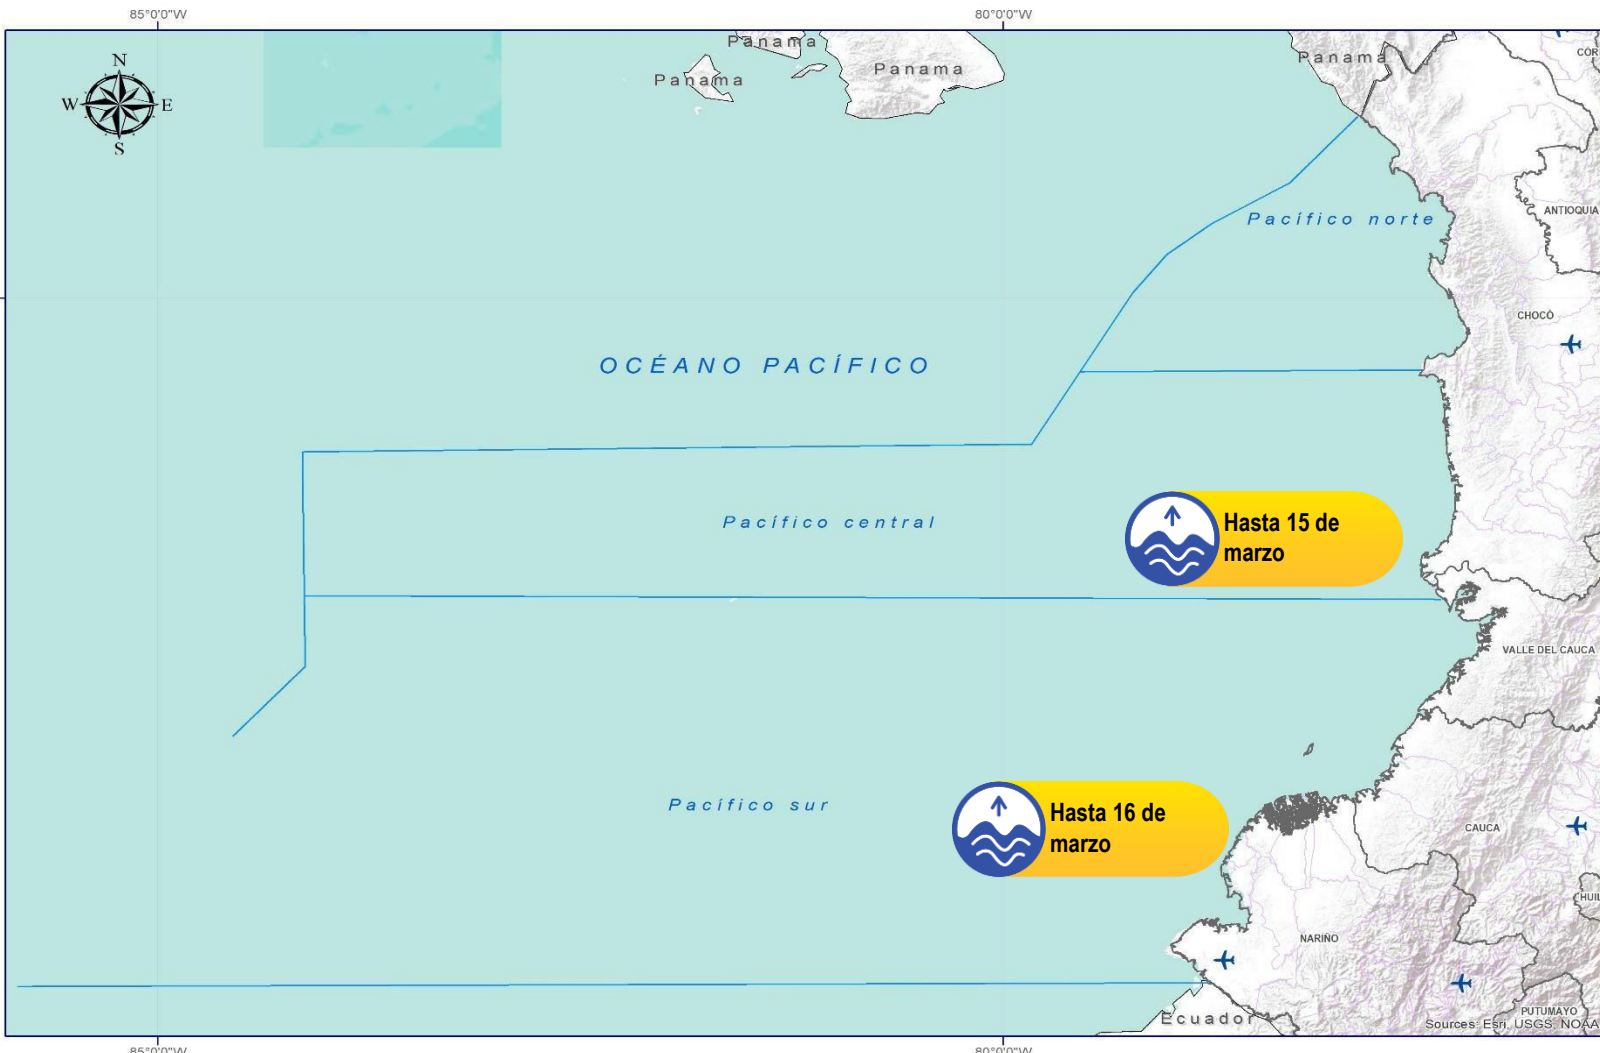 85°0'0"W
80°0'0"W
N
W
E
S
Panama
Panama
Panama
Panama
COR
ANTIOQUIA
Pacífico norte
CHOCÓ
OCÉANO PACÍFICO
Pacífico central
Hasta 15 de
marzo
VALLE DEL CAUCA
Pacífico sur
Hasta 16 de
marzo
CAUCA
HUIL
NARIÑO
PUTUMAYO
Ecuador
Sources: Esri, USGS, NOAA
85°0'0"W
80°0'0"W